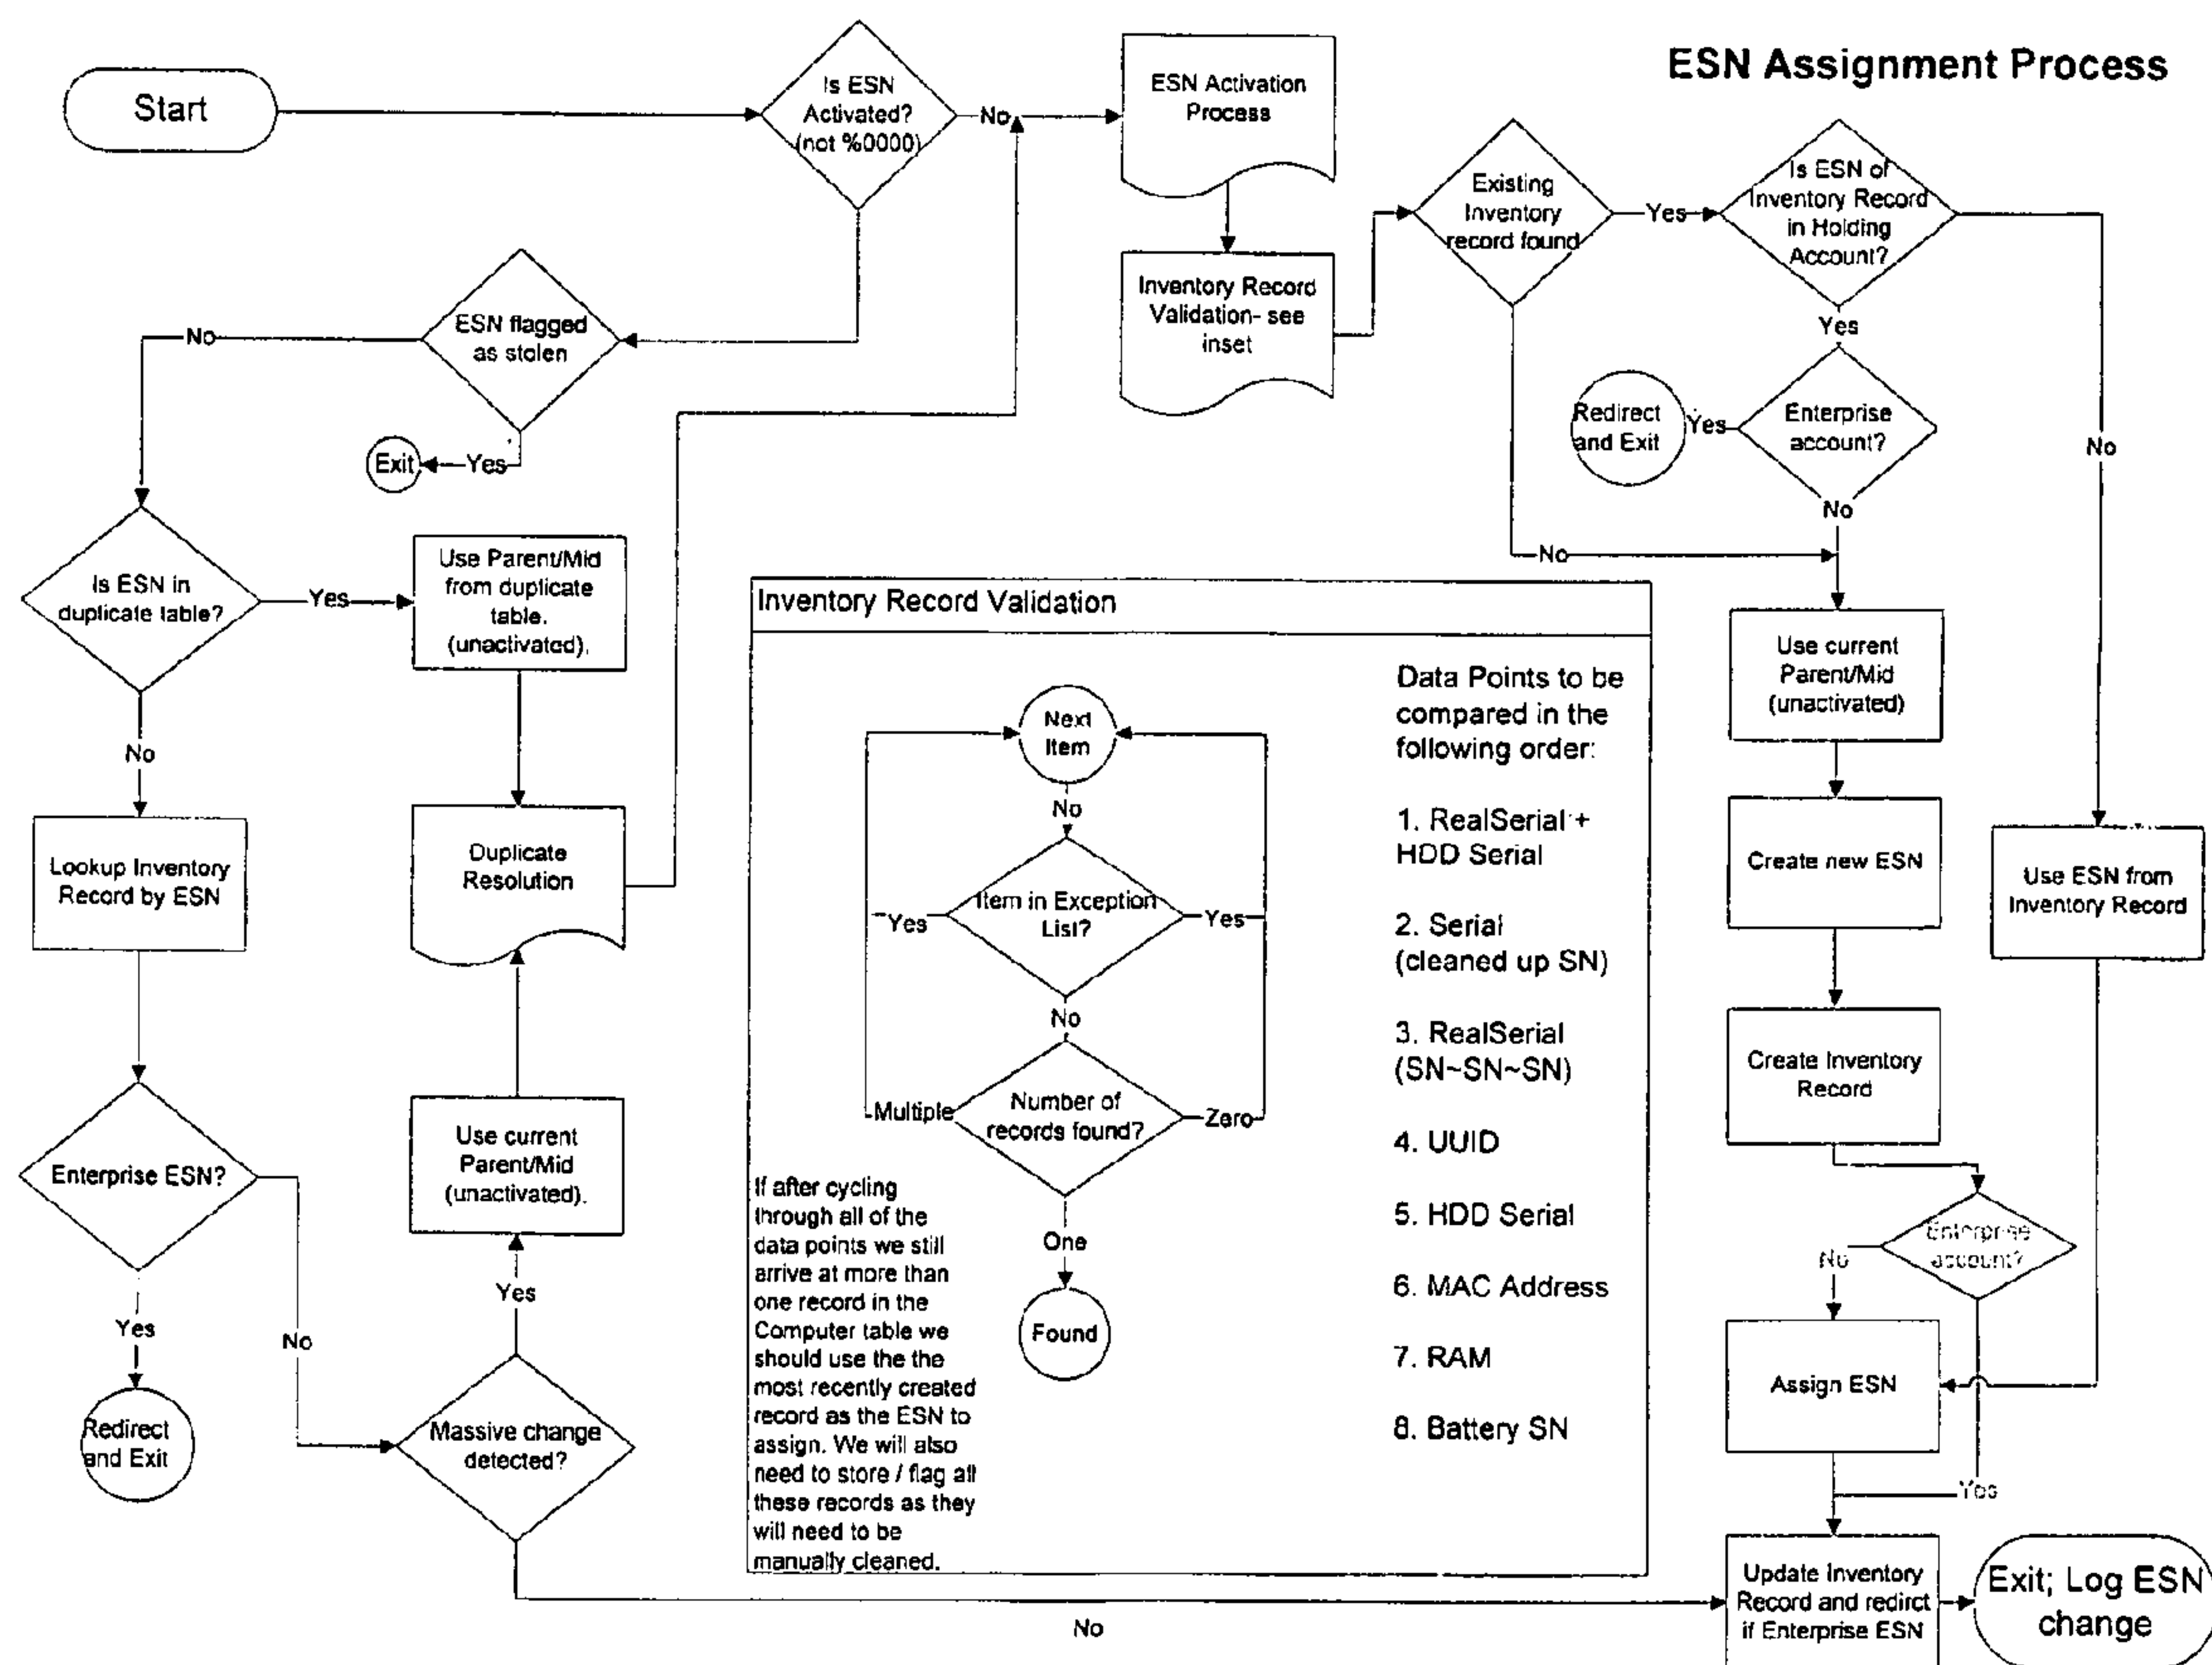 ESN Assignment Process
Start
Is ESN
Activated?
(not %0000)
No
ESN Activation
Process
Inventory Record
Validation- see
inset
Existing
Inventory
record found
Yes
Is ESN of
Inventory Record
in Holding
Account?
Yes
No
Enterprise
account?
Yes
Redirect
and Exit
No
No
ESN flagged
as stolen
No
Yes
Exit
Is ESN in
duplicate table?
Yes
Use Parent/Mid
from duplicate
table.
(unactivated).
No
Lookup Inventory
Record by ESN
Duplicate
Resolution
Enterprise ESN?
Yes
Redirect
and Exit
No
Use current
Parent/Mid
(unactivated).
Yes
Massive change
detected?
No
Inventory Record Validation
Next
Item
No
Item in Exception
List?
Yes
Yes
No
Number of
records found?
Multiple
Zero
One
Found
If after cycling
through all of the
data points we still
arrive at more than
one record in the
Computer table we
should use the the
most recently created
record as the ESN to
assign. We will also
need to store / flag all
these records as they
will need to be
manually cleaned.
Data Points to be
compared in the
following order:
1. RealSerial +
HDD Serial
2. Serial
(cleaned up SN)
3. RealSerial
(SN~SN~SN)
4. UUID
5. HDD Serial
6. MAC Address
7. RAM
8. Battery SN
Use current
Parent/Mid
(unactivated)
Create new ESN
Use ESN from
Inventory Record
Create Inventory
Record
Enterprise
account?
No
Assign ESN
Yes
Update Inventory
Record and redirct
if Enterprise ESN
Exit; Log ESN
change